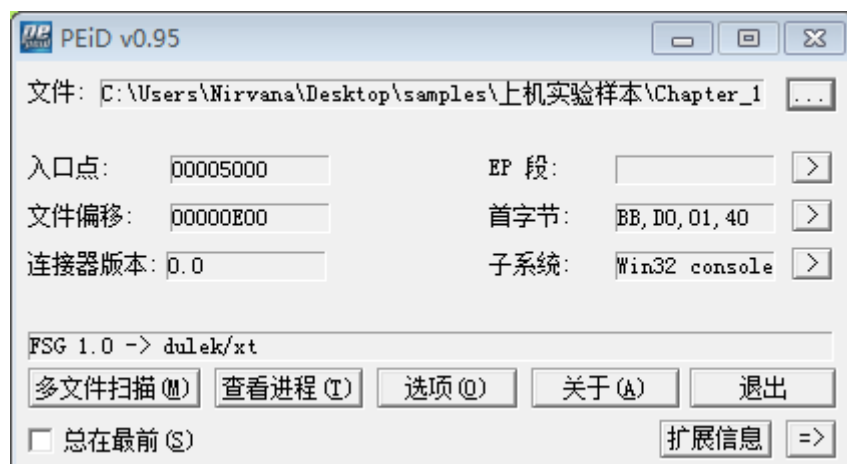 PEiD v0.95
文件: C:\Users\Nirvana\Desktop\samples\上机实验样本\Chapter_1 ...
入口点: 00005000 EP 段: >
文件偏移: 00000E00 首字节: BB,D0,01,40 >
连接器版本: 0.0 子系统: Win32 console >
FSG 1.0 -> dulek/xt
多文件扫描(M) 查看进程(T) 选项(O) 关于(A) 退出
总在最前(S) 扩展信息 =>